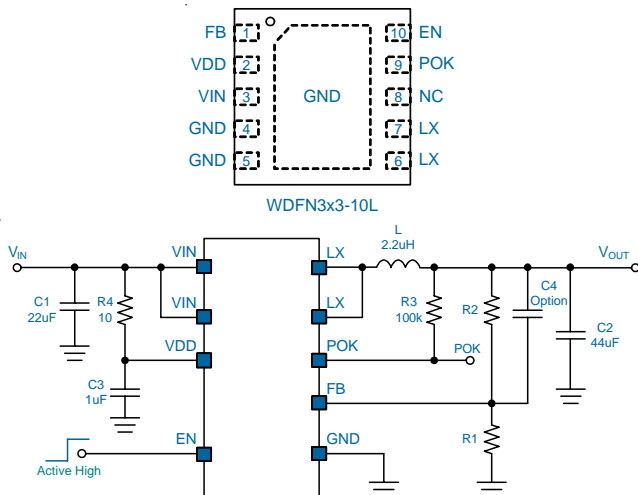 FB 1 10 EN
VDD 2 9 POK
VIN 3 GND 8 NC
GND 4 7 LX
GND 5 6 LX
WDFN3x3-10L
L
2.2uH
VIN VIN LX VOUT
C1
22uF
R4
10
VIN LX
R3
100k
R2
C4
Option
C2
44uF
VDD POK POK
C3
1uF
FB
EN GND R1
Active High